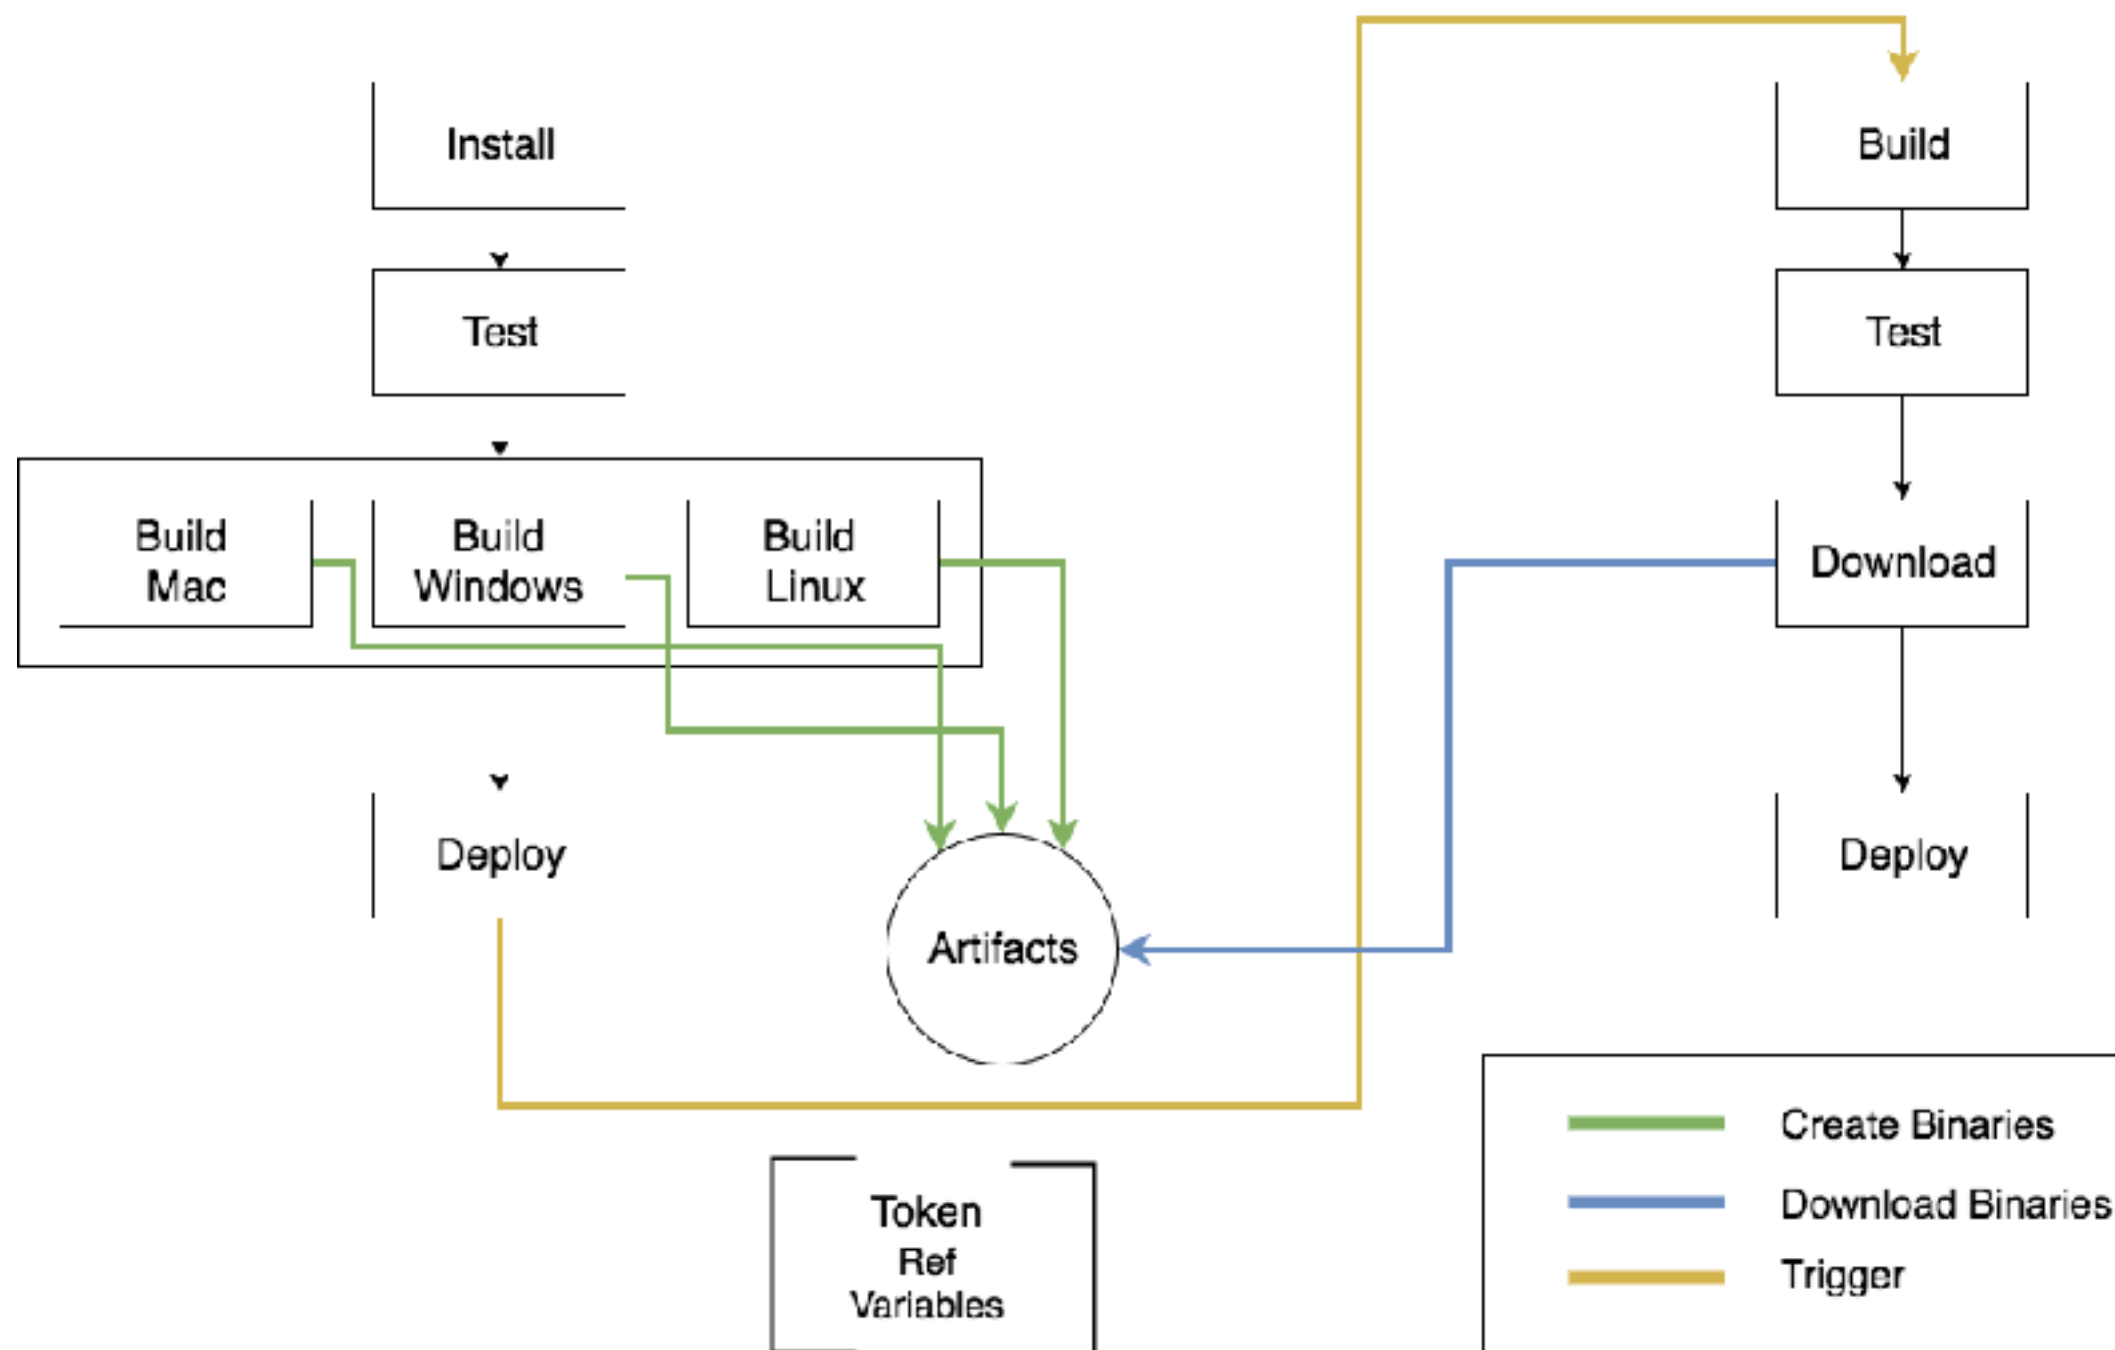 Install
Test
Build
Mac
Build
Windows
Build
Linux
Deploy
Artifacts
Token
Ref
Variables
Build
Test
Download
Deploy
Create Binaries
Download Binaries
Trigger